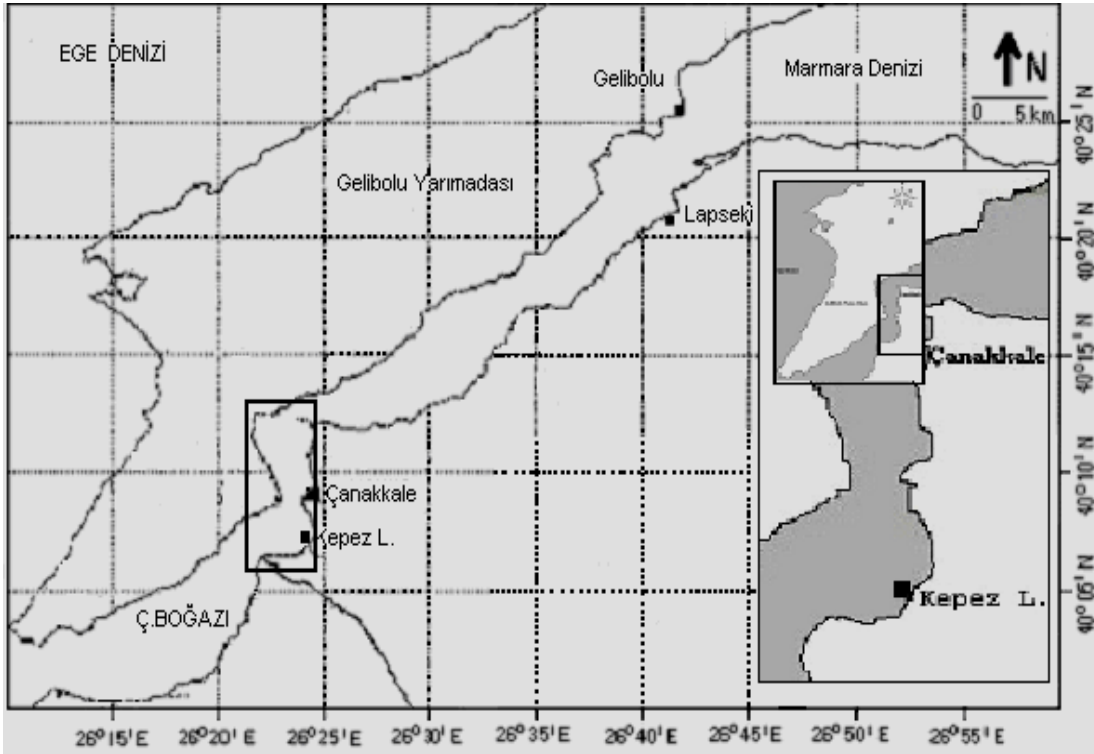 EGE DENİZİ
Gelibolu
Marmara Denizi
N
0 5 km
Gelibolu Yarımadası
Lapseki
Çanakkale
Kepez L.
Ç.BOĞAZI
Çanakkale
Kepez L.
40°25' N
40°20' N
40°15' N
40°10' N
40°05' N
26°15' E
26°20' E
26°25' E
26°30' E
26°35' E
26°40' E
26°45' E
26°50' E
26°55' E